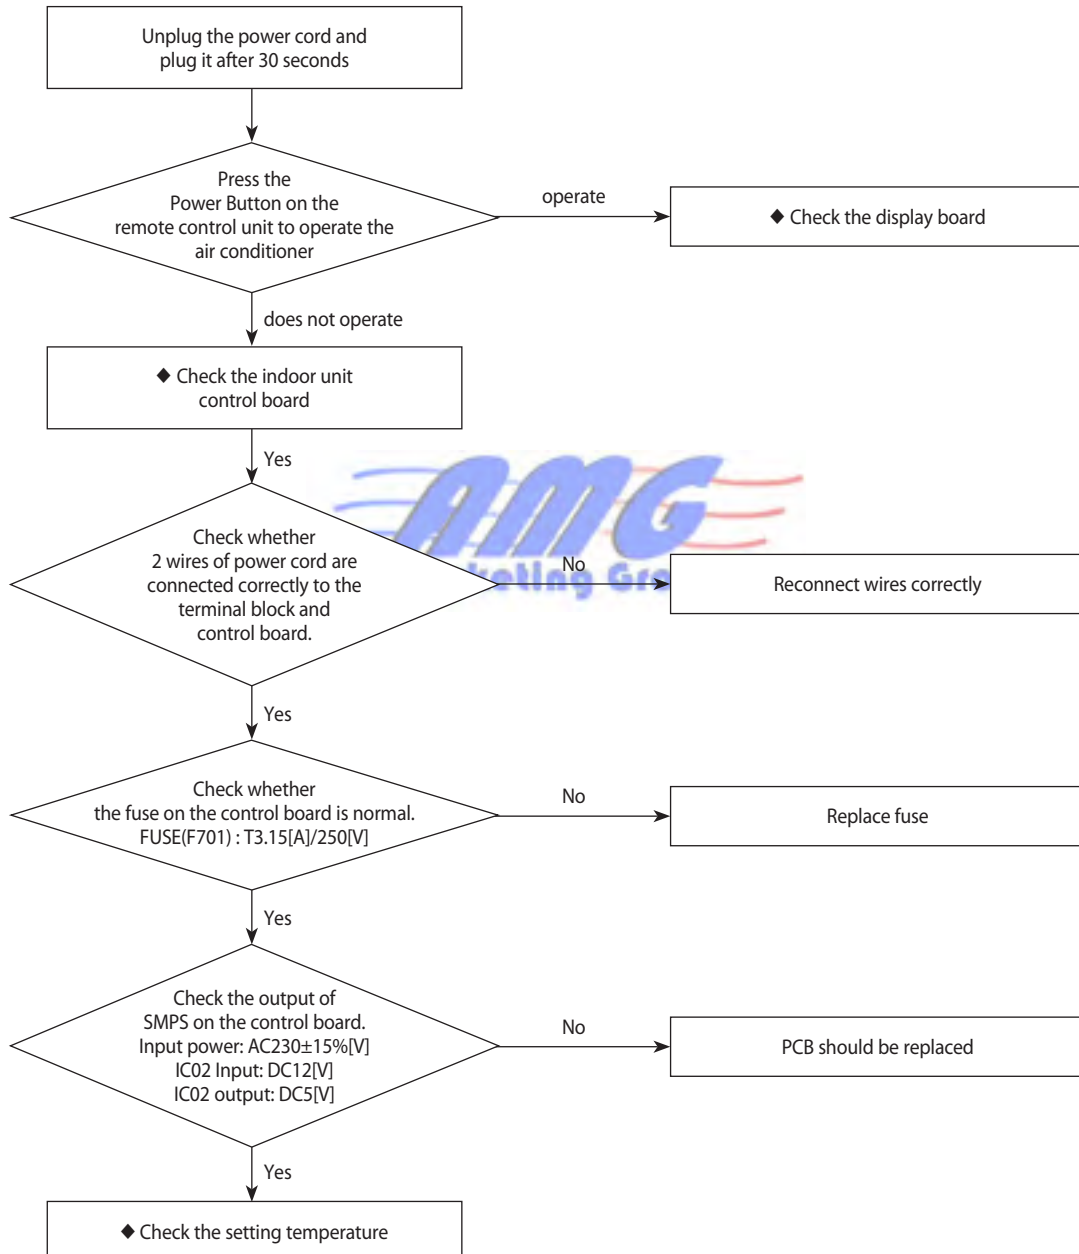 Unplug the power cord and
plug it after 30 seconds
Press the
Power Button on the
remote control unit to operate the
air conditioner
operate
◆ Check the display board
does not operate
◆ Check the indoor unit
control board
Yes
AMG
Check whether
2 wires of power cord are
connected correctly to the
terminal block and
control board.
No
Reconnect wires correctly
Yes
Check whether
the fuse on the control board is normal.
FUSE(F701) : T3.15[A]/250[V]
No
Replace fuse
Yes
Check the output of
SMPS on the control board.
Input power: AC230±15%[V]
IC02 Input: DC12[V]
IC02 output: DC5[V]
No
PCB should be replaced
Yes
◆ Check the setting temperature